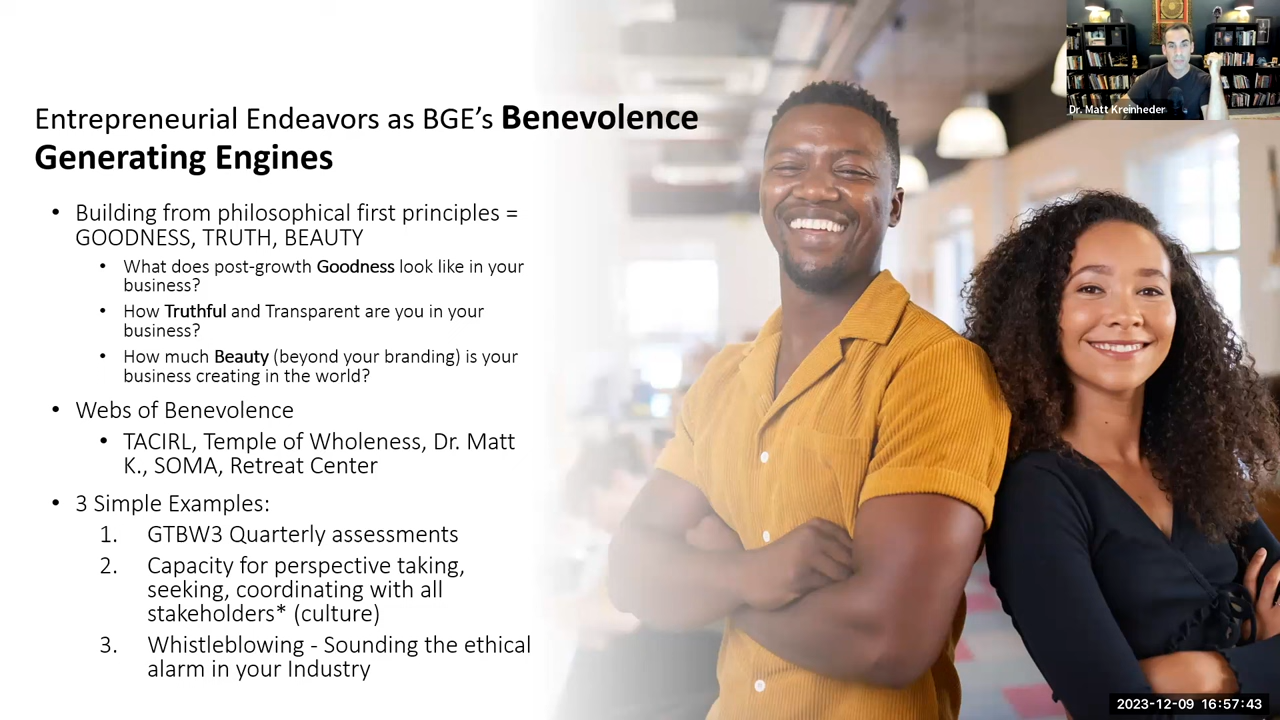 Dr. Matt Kreinheder
Entrepreneurial Endeavors as BGE’s Benevolence
Generating Engines
• Building from philosophical first principles =
GOODNESS, TRUTH, BEAUTY
• What does post-growth Goodness look like in your
business?
• How Truthful and Transparent are you in your
business?
• How much Beauty (beyond your branding) is your
business creating in the world?
• Webs of Benevolence
• TACIRL, Temple of Wholeness, Dr. Matt
K., SOMA, Retreat Center
• 3 Simple Examples:
1. GTBW3 Quarterly assessments
2. Capacity for perspective taking,
seeking, coordinating with all
stakeholders* (culture)
3. Whistleblowing - Sounding the ethical
alarm in your Industry
2023-12-09 16:57:43